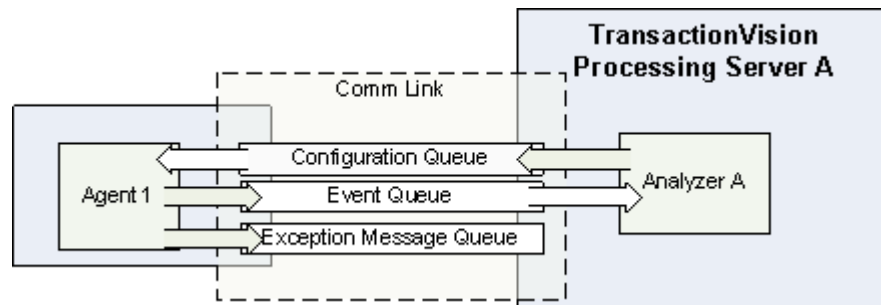 TransactionVision
Processing Server A
Comm Link
Configuration Queue
Agent 1
Event Queue
Analyzer A
Exception Message Queue